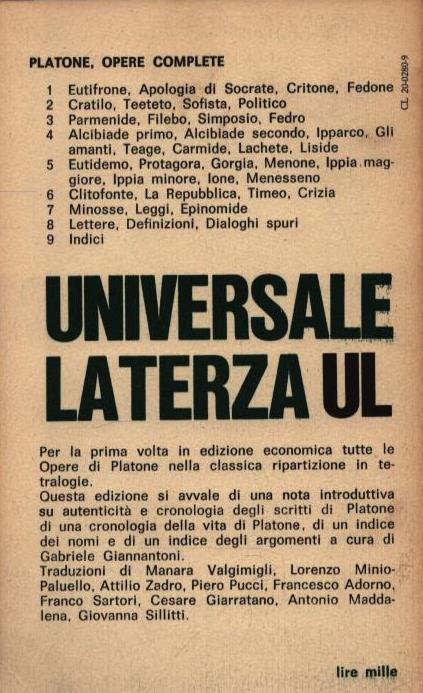 PLATONE, OPERE COMPLETE
CL 20-0280-9
1 Eutifrone, Apologia di Socrate, Critone, Fedone
2 Cratilo, Teeteto, Sofista, Politico
3 Parmenide, Filebo, Simposio, Fedro
4 Alcibiade primo, Alcibiade secondo, Ipparco, Gli
amanti, Teage, Carmide, Lachete, Liside
5 Eutidemo, Protagora, Gorgia, Menone, Ippia mag-
giore, Ippia minore, Ione, Menesseno
6 Clitofonte, La Repubblica, Timeo, Crizia
7 Minosse, Leggi, Epinomide
8 Lettere, Definizioni, Dialoghi spuri
9 Indici
UNIVERSALE
LATERZA UL
Per la prima volta in edizione economica tutte le
Opere di Platone nella classica ripartizione in te-
tralogie.
Questa edizione si avvale di una nota introduttiva
su autenticità e cronologia degli scritti di Platone
di una cronologia della vita di Platone, di un indice
dei nomi e di un indice degli argomenti a cura di
Gabriele Giannantoni.
Traduzioni di Manara Valgimigli, Lorenzo Minio-
Paluello, Attilio Zadro, Piero Pucci, Francesco Adorno,
Franco Sartori, Cesare Giarratano, Antonio Madda-
lena, Giovanna Sillitti.
lire mille